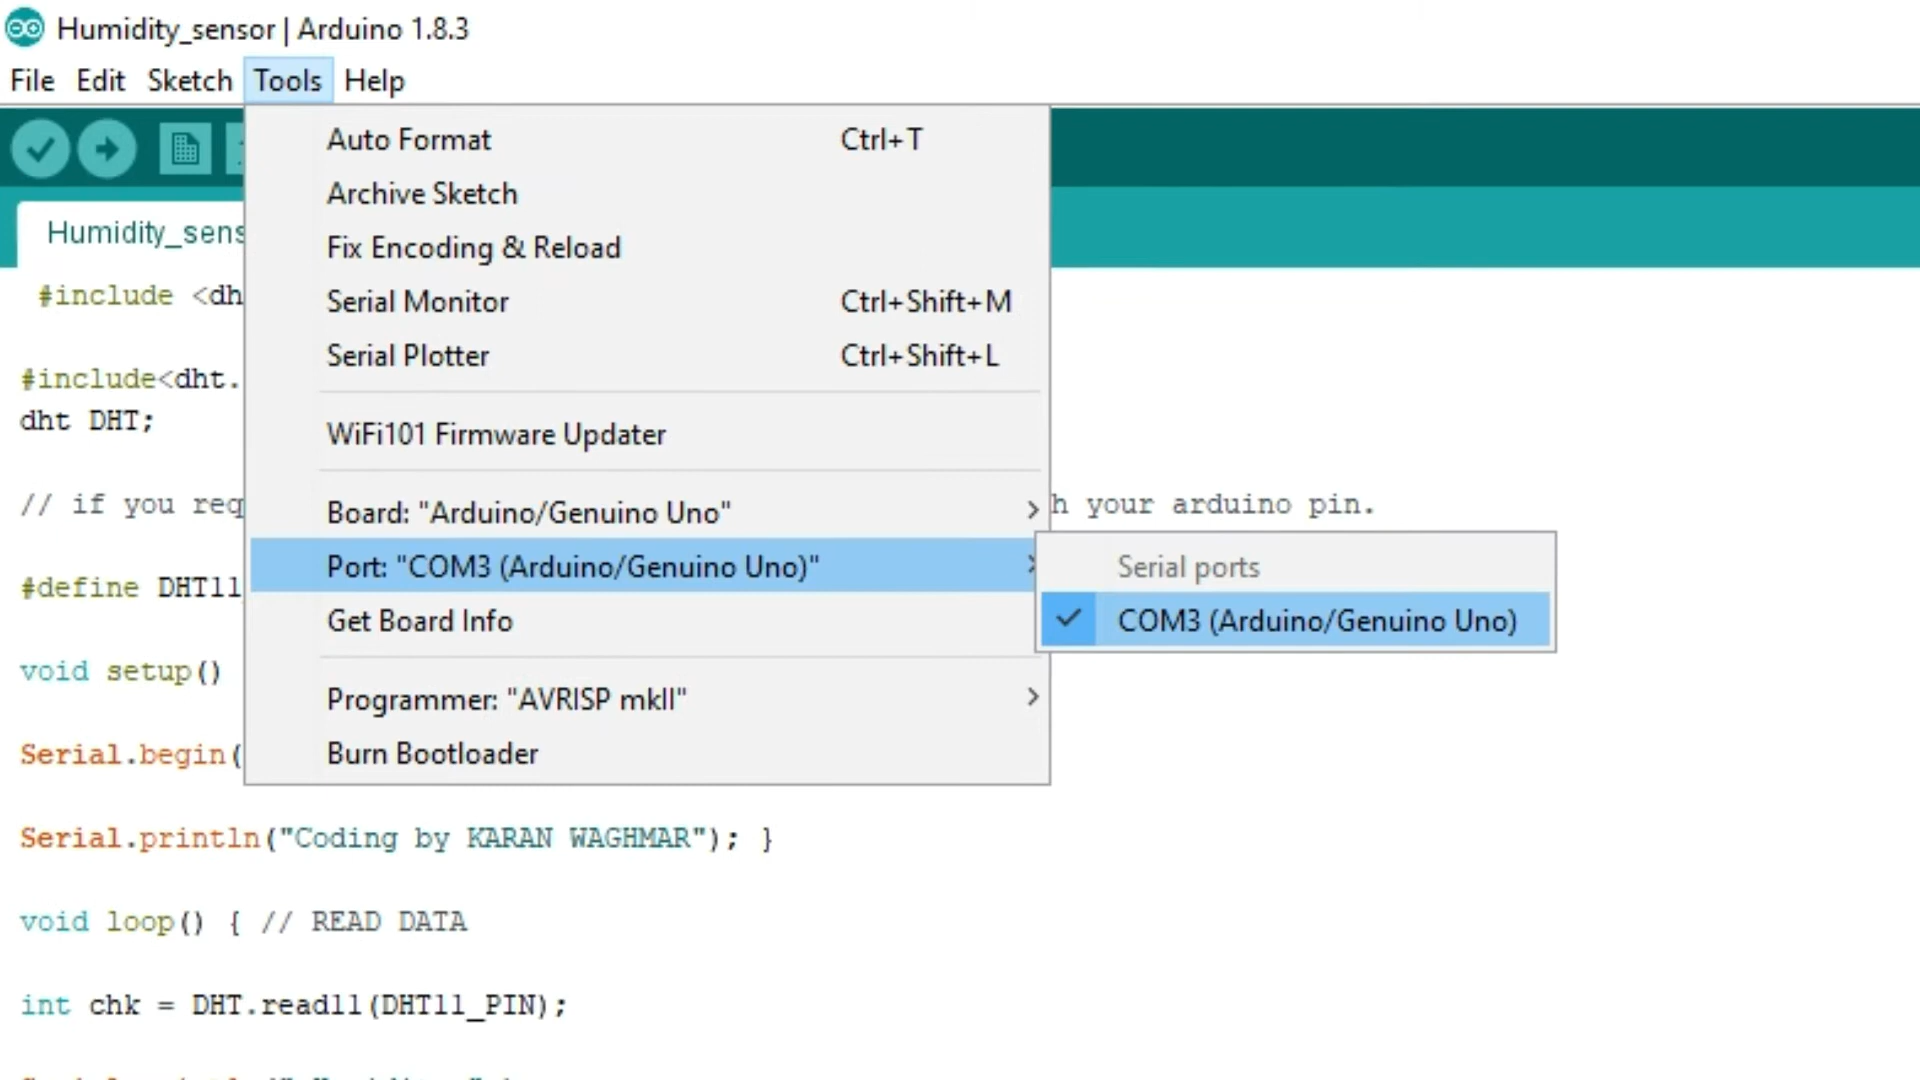 Humidity_sensor | Arduino 1.8.3
File Edit Sketch Tools Help
Auto Format Ctrl+T
Archive Sketch
Fix Encoding & Reload
Serial Monitor Ctrl+Shift+M
Serial Plotter Ctrl+Shift+L
WiFi101 Firmware Updater
Board: "Arduino/Genuino Uno"
Port: "COM3 (Arduino/Genuino Uno)"
Get Board Info
Programmer: "AVRISP mkII"
Burn Bootloader
Serial ports
COM3 (Arduino/Genuino Uno)
Humidity_sens
#include <dh
#include<dht.
dht DHT;
// if you req h your arduino pin.
#define DHT11_
void setup()
Serial.begin(
Serial.println("Coding by KARAN WAGHMAR"); }
void loop() { // READ DATA
int chk = DHT.read11(DHT11_PIN);